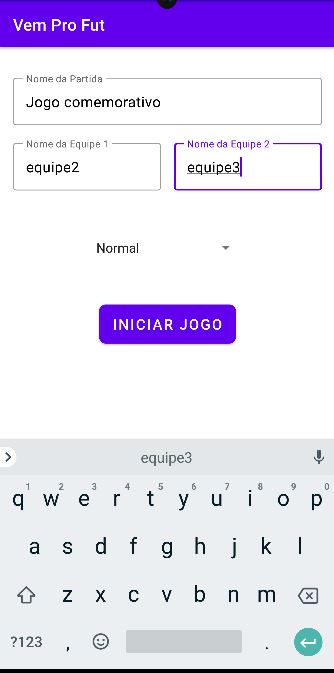 Vem Pro Fut
Nome da Partida
Jogo comemorativo
Nome da Equipe 1
Nome da Equipe 2
equipe2
equipe3
Normal
INICIAR JOGO
equipe3
1 2 3 4 5 6 7 8 9 0
q w e r t y u i o p
a s d f g h j k l
z x c v b n m
?123 , .